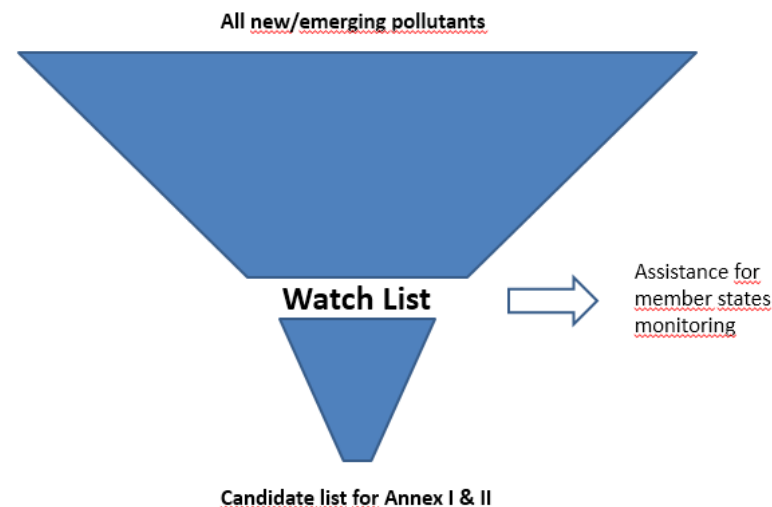 All new/emerging pollutants
Watch List
Assistance for
member states
monitoring
Candidate list for Annex I & II